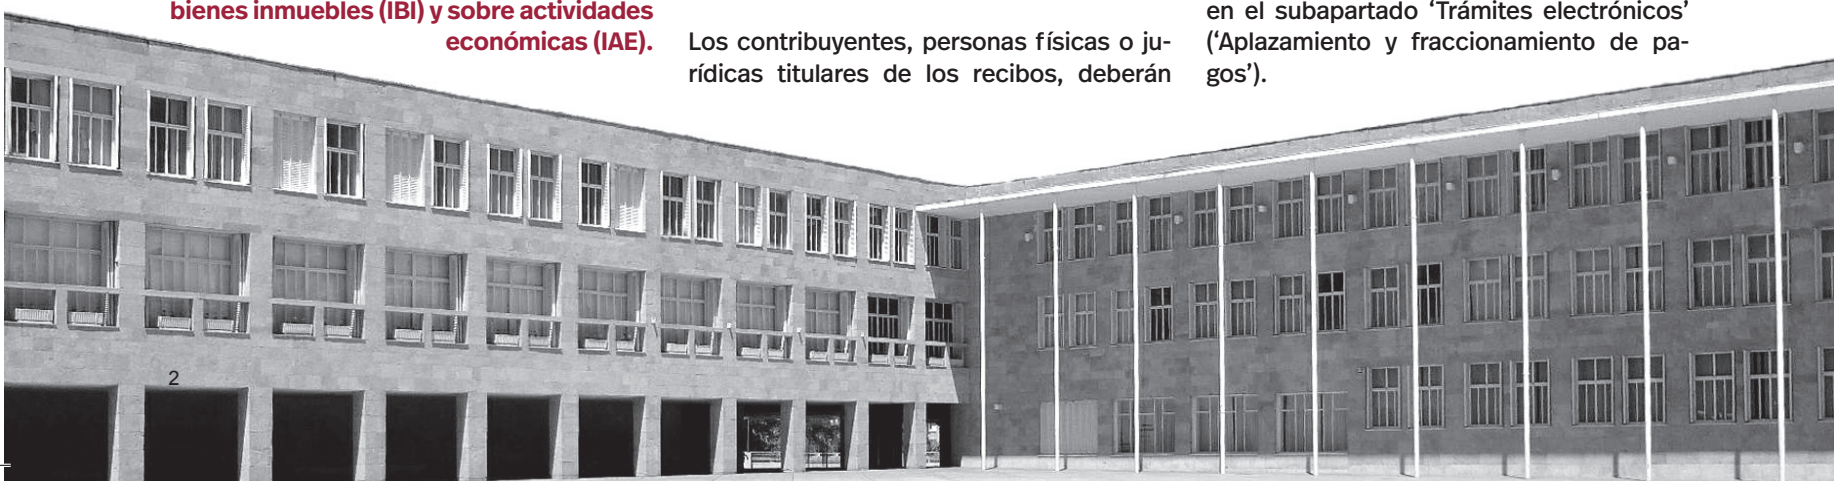 bienes inmuebles (IBI) y sobre actividades
económicas (IAE).
Los contribuyentes, personas físicas o ju-
rídicas titulares de los recibos, deberán
en el subapartado ‘Trámites electrónicos’
(‘Aplazamiento y fraccionamiento de pa-
gos’).
2